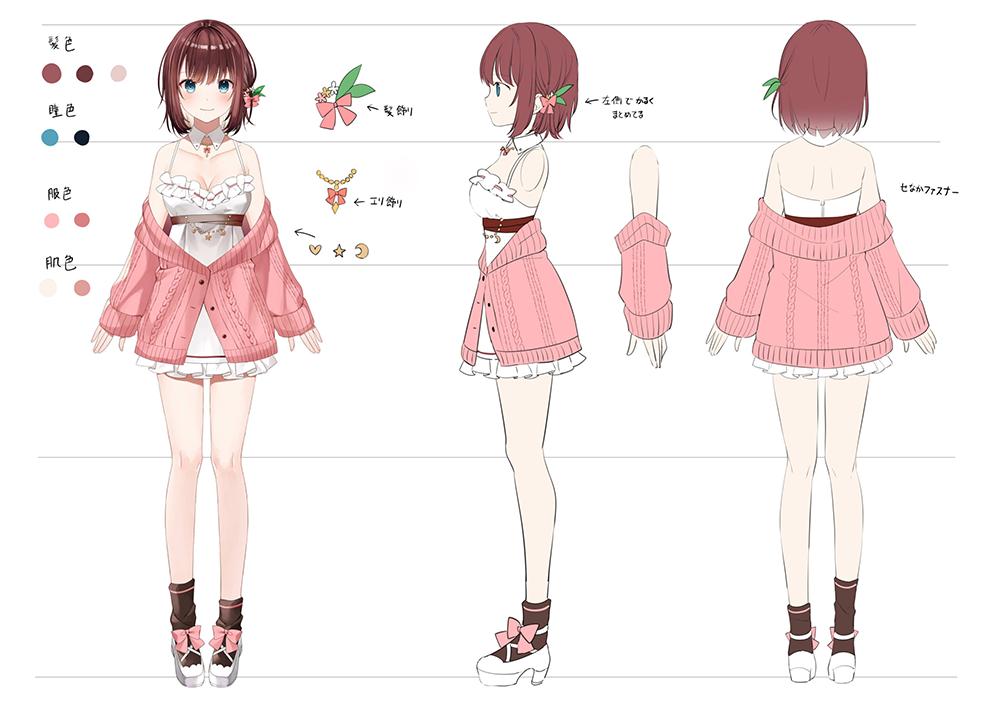 髪色
瞳色
服色
肌色
←髪飾り
←エリ飾り
←左側でかるく
まとめてる
せなかファスナー